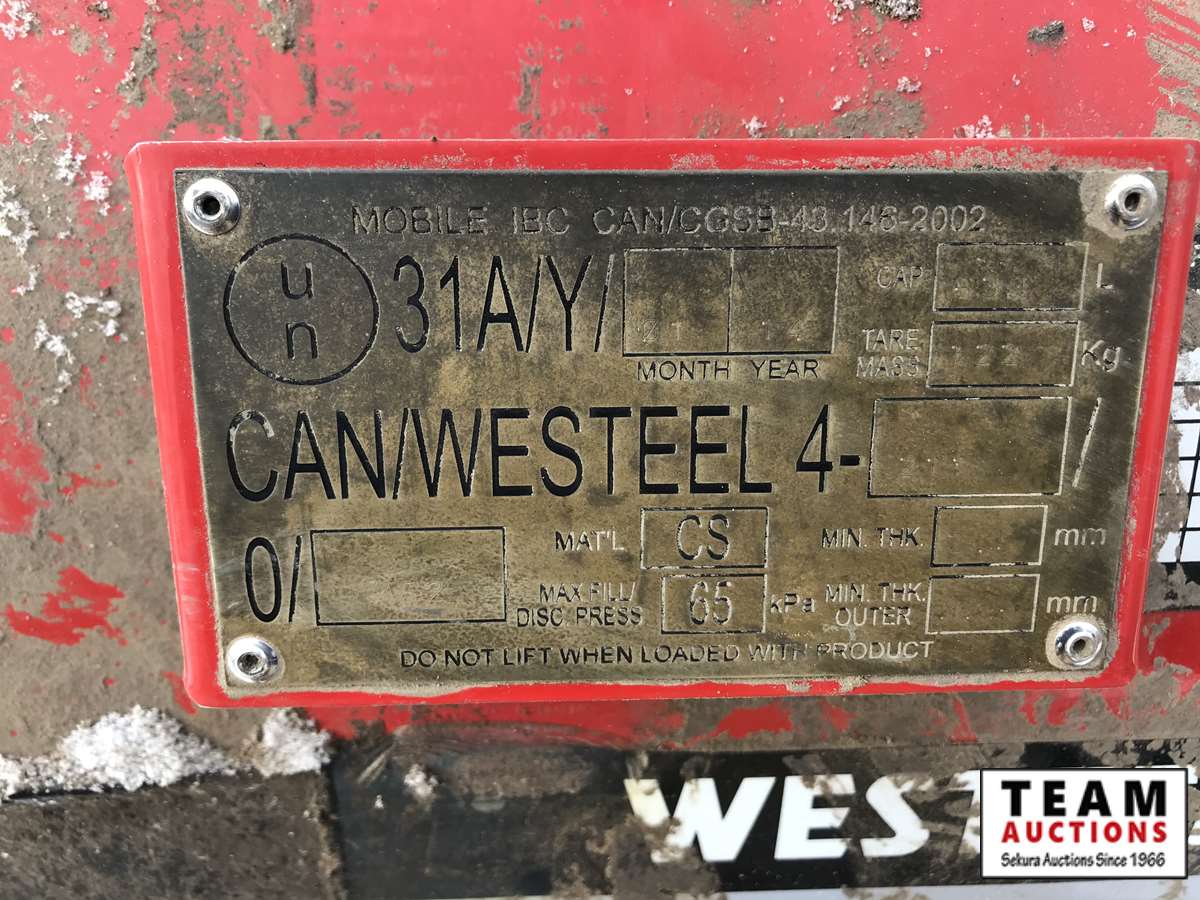 MOBILE IBC CAN/CGSB-43.146-2002
un 31A/Y/
MONTH YEAR
CAP L
TARE MASS 122 Kg
CAN/WESTEEL 4- /
0/
MAT'L CS
MIN. THK. mm
MAX FILL/
DISC. PRESS 65 kPa
MIN. THK.
OUTER mm
DO NOT LIFT WHEN LOADED WITH PRODUCT
TEAM
AUCTIONS
Sekura Auctions Since 1966